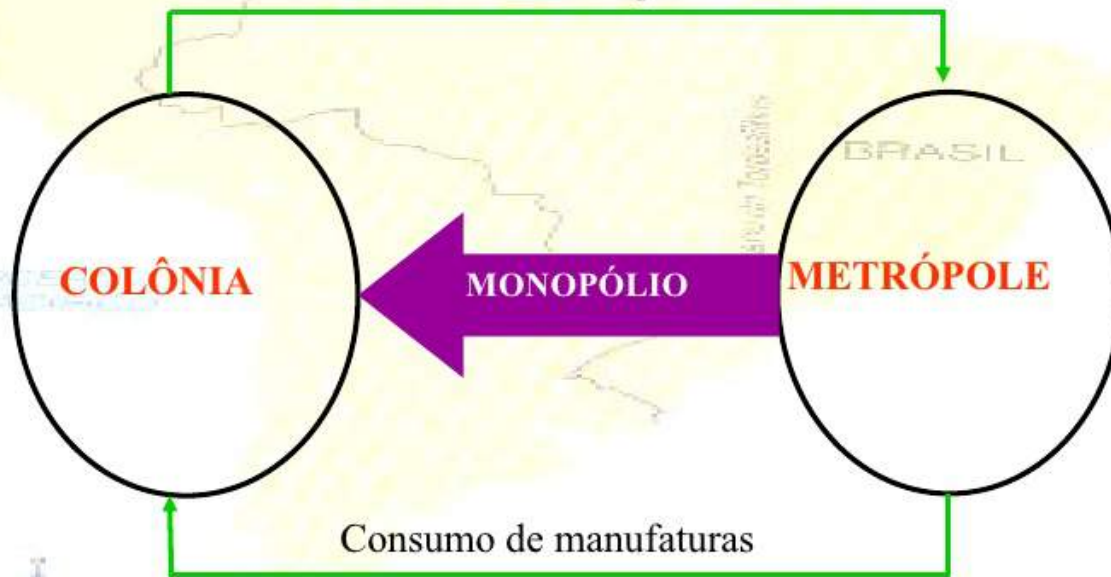 BRASIL
COLÔNIA
MONOPÓLIO
METRÓPOLE
Consumo de manufaturas